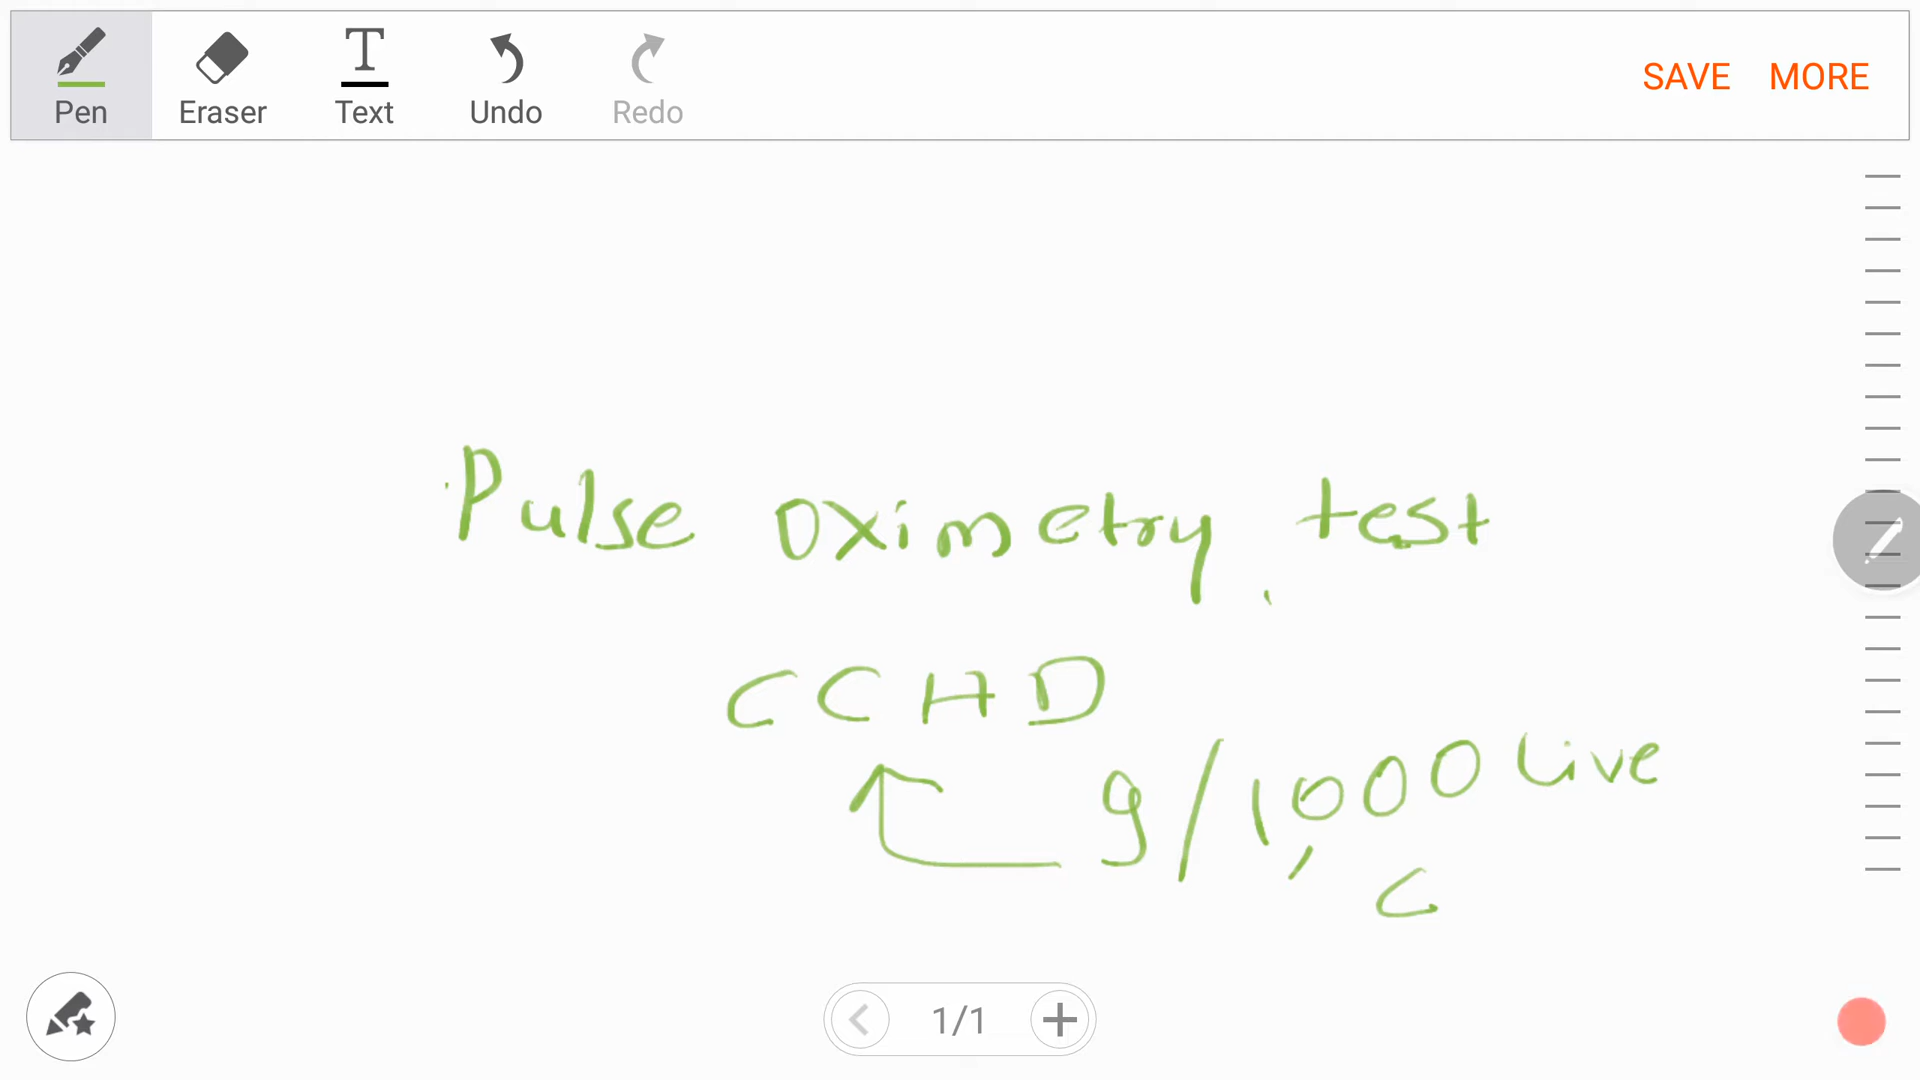 Pen Eraser Text Undo Redo SAVE MORE
Pulse oximetry test
CCHD
9/1,000 Live
C
1/1